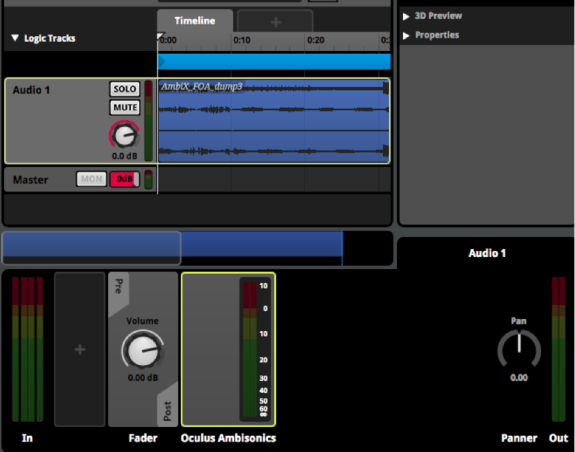 Timeline
3D Preview
Properties
Logic Tracks
0:00
0:10
0:20
0:
Audio 1
SOLO
AmbiX_FOA_dump3
MUTE
0.0 dB
Master
MON
0dB
Audio 1
Pre
Volume
0.00 dB
Post
10
0
10
20
30
40
50
60
∞
Pan
0.00
In
Fader
Oculus Ambisonics
Panner
Out